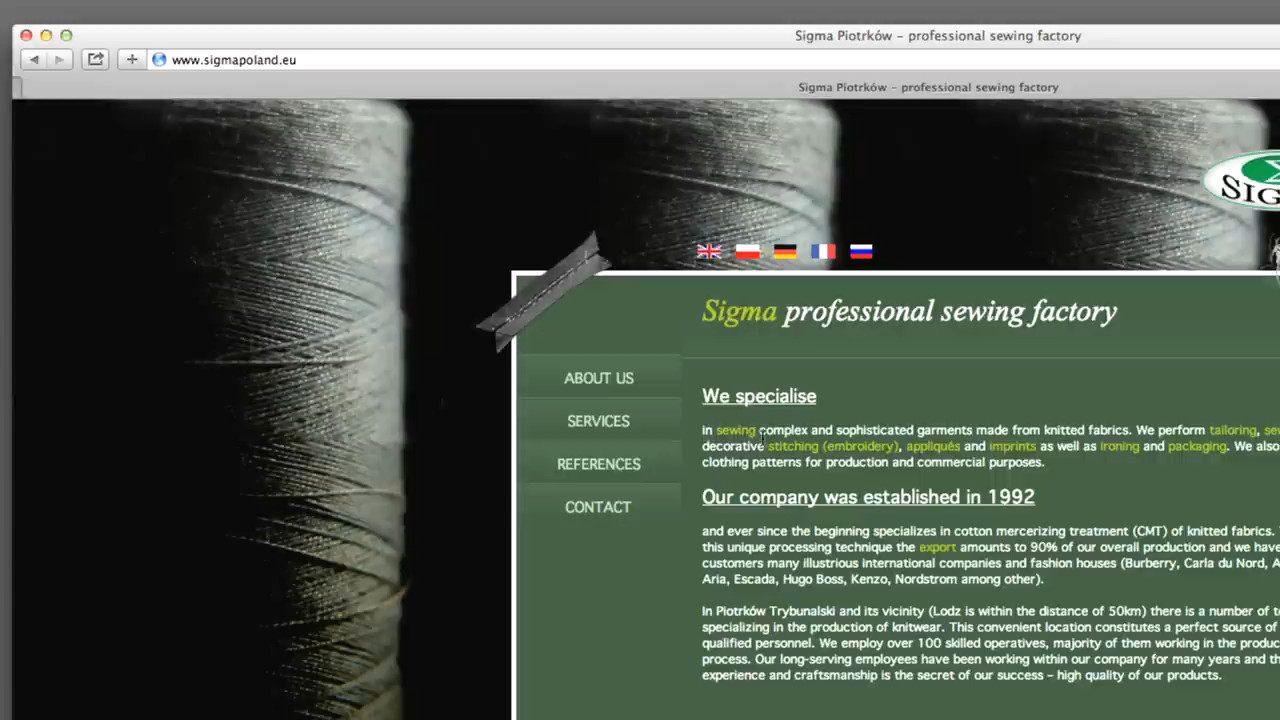 Sigma Piotrków – professional sewing factory
www.sigmapoland.eu
Sigma Piotrków – professional sewing factory
Sigma professional sewing factory
ABOUT US
SERVICES
REFERENCES
CONTACT
We specialise
in sewing complex and sophisticated garments made from knitted fabrics. We perform tailoring,
decorative stitching (embroidery), appliqués and imprints as well as ironing and packaging. We also
clothing patterns for production and commercial purposes.
Our company was established in 1992
and ever since the beginning specializes in cotton mercerizing treatment (CMT) of knitted fabrics.
this unique processing technique the export amounts to 90% of our overall production and we have
customers many illustrious international companies and fashion houses (Burberry, Carla du Nord,
Aria, Escada, Hugo Boss, Kenzo, Nordstrom among other).
In Piotrków Trybunalski and its vicinity (Lodz is within the distance of 50km) there is a number of
specializing in the production of knitwear. This convenient location constitutes a perfect source of
qualified personnel. We employ over 100 skilled operatives, majority of them working in the
process. Our long-serving employees have been working within our company for many years and
experience and craftsmanship is the secret of our success – high quality of our products.